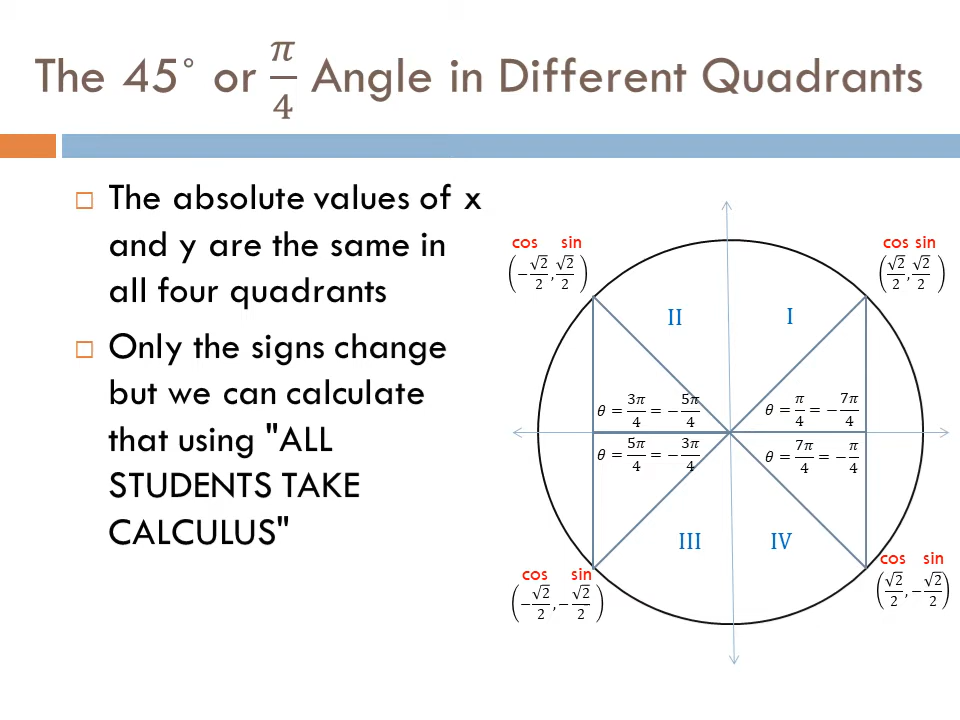 The 45° or π/4 Angle in Different Quadrants
□ The absolute values of x
and y are the same in
all four quadrants
□ Only the signs change
but we can calculate
that using "ALL
STUDENTS TAKE
CALCULUS"
cos sin
(-√2/2, √2/2)
cos sin
(√2/2, √2/2)
II
I
θ = 3π/4 = -5π/4
θ = π/4 = -7π/4
θ = 5π/4 = -3π/4
θ = 7π/4 = -π/4
III
IV
cos sin
(-√2/2, -√2/2)
cos sin
(√2/2, -√2/2)